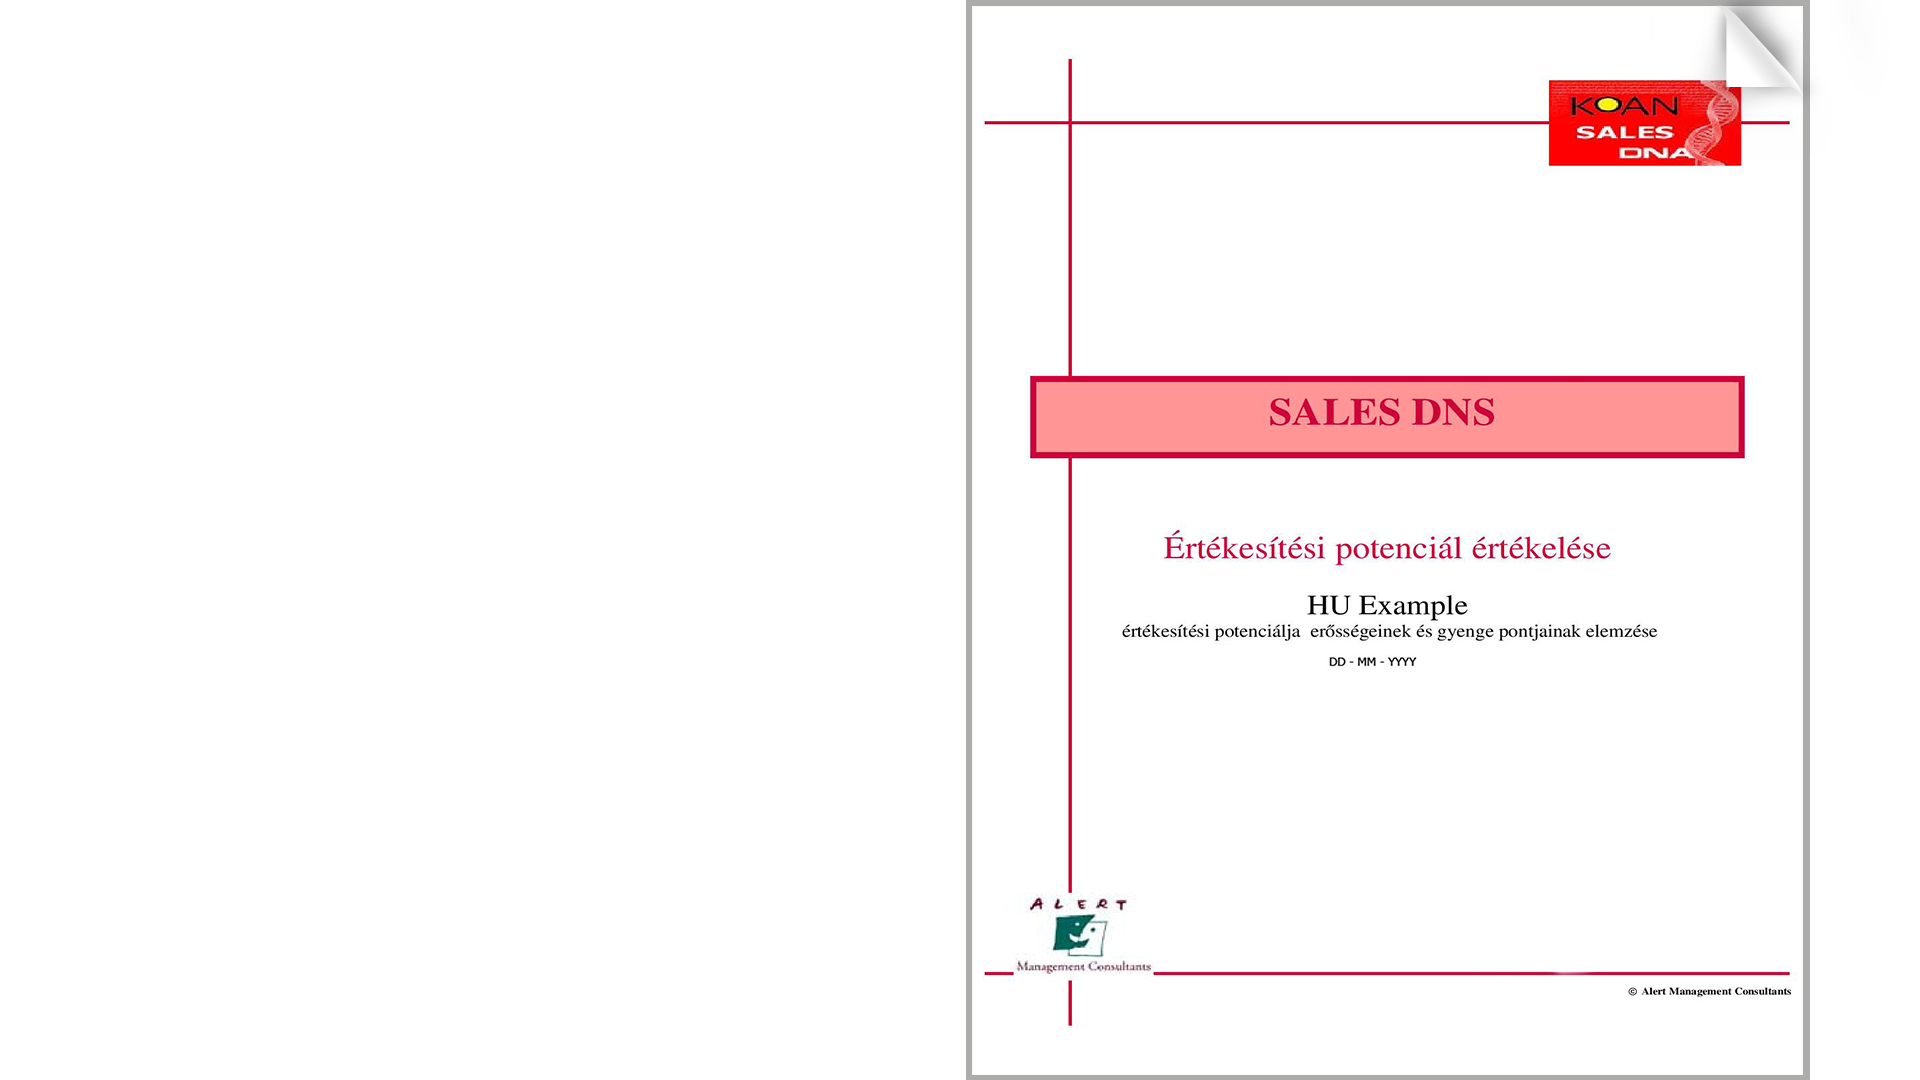 KOAN
SALES
DNA
SALES DNS
Értékesítési potenciál értékelése
HU Example
értékesítési potenciálja erősségeinek és gyenge pontjainak elemzése
DD - MM - YYYY
ALERT
Management Consultants
© Alert Management Consultants